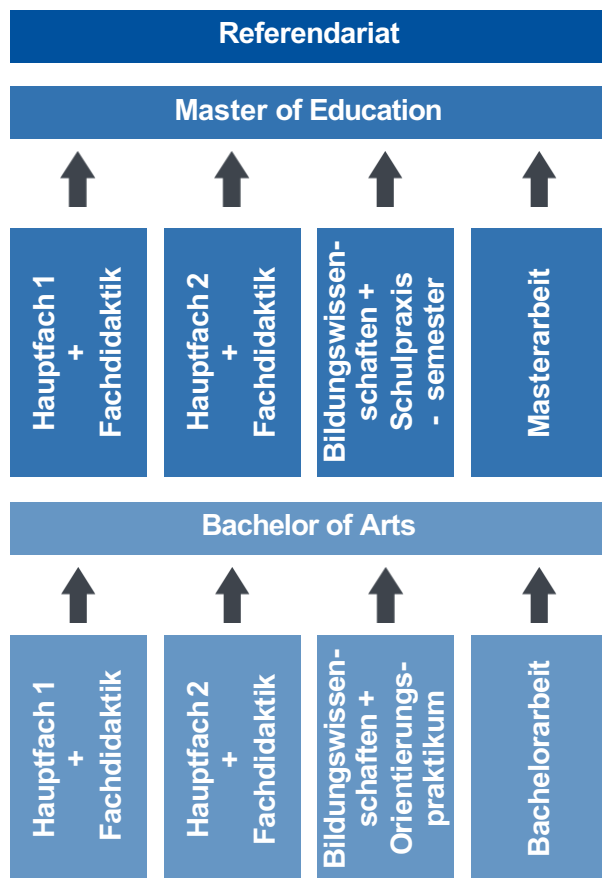 Referendariat
Master of Education
Hauptfach 1
+
Fachdidaktik
Hauptfach 2
+
Fachdidaktik
Bildungswissen-
schaften +
Schulpraxis
- semester
Masterarbeit
Bachelor of Arts
Hauptfach 1
+
Fachdidaktik
Hauptfach 2
+
Fachdidaktik
Bildungswissen-
schaften +
Orientierungs-
praktikum
Bachelorarbeit